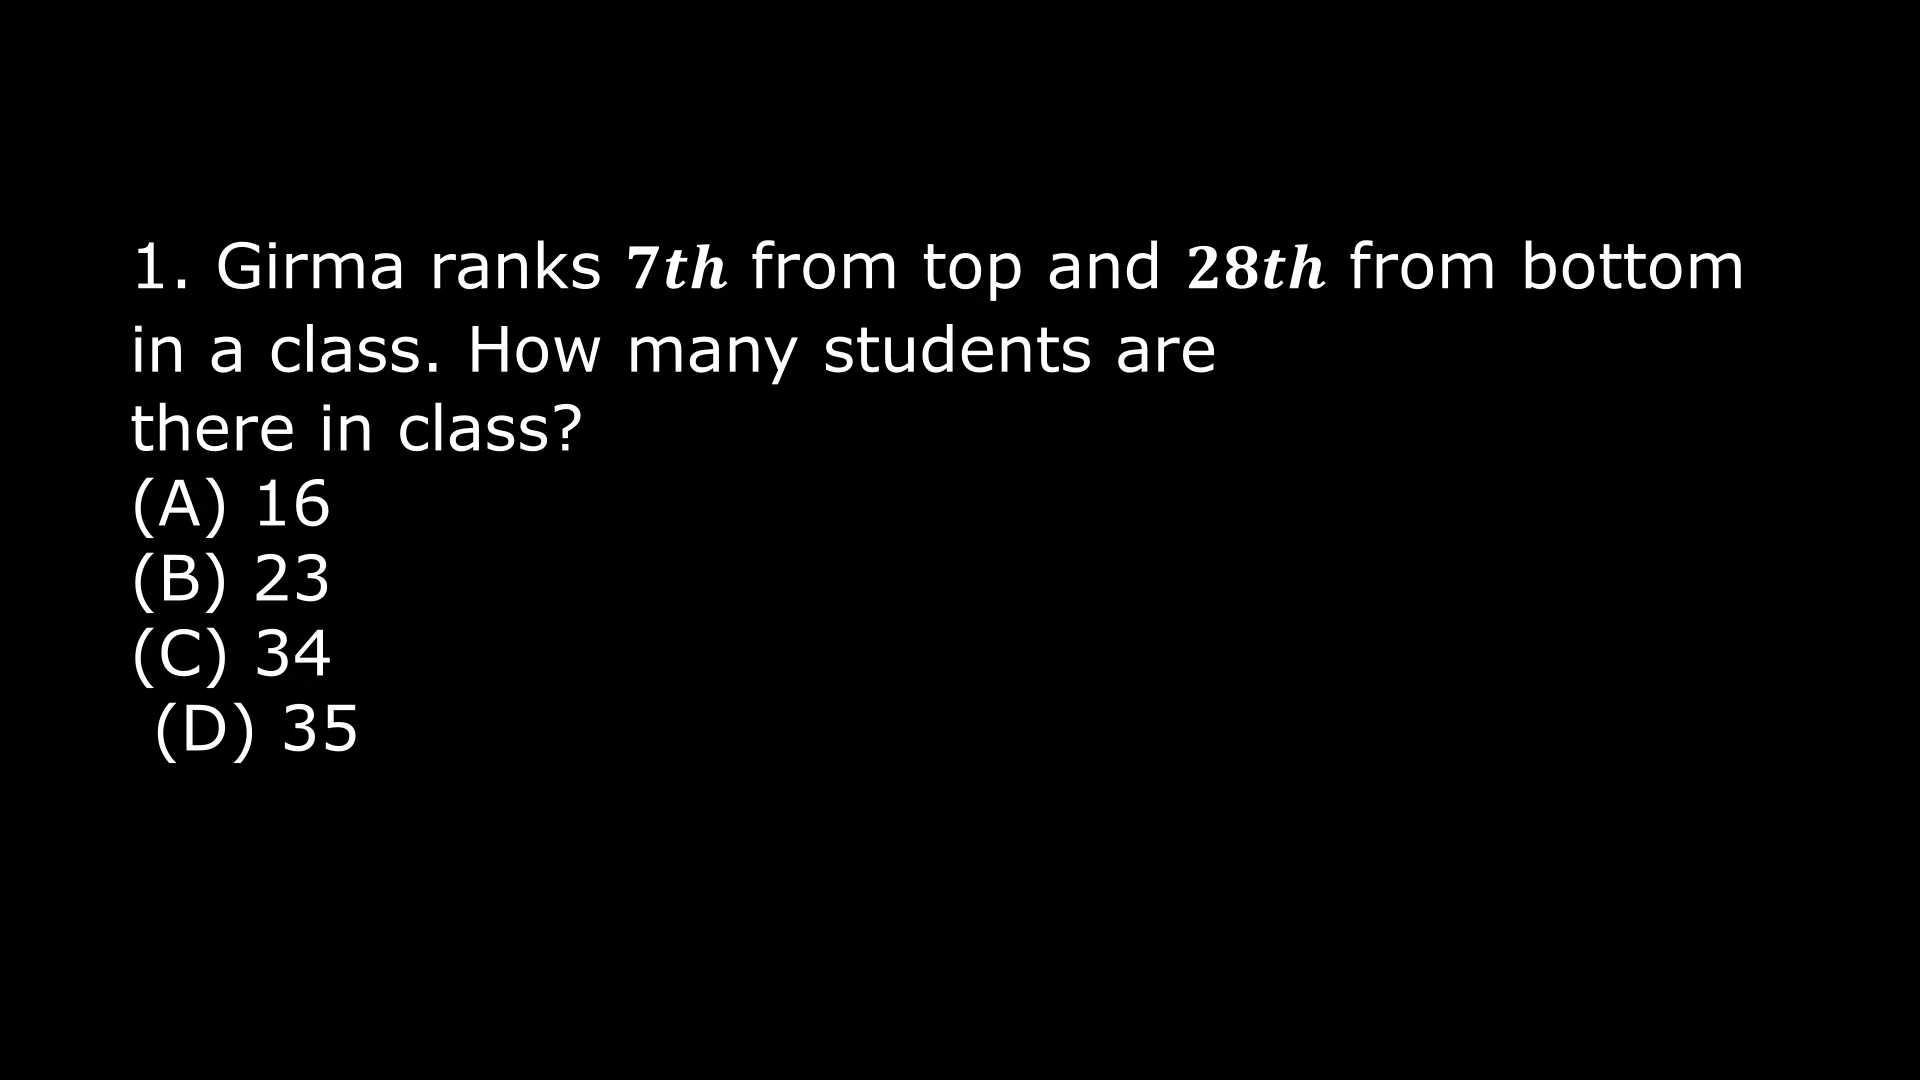 1. Girma ranks 7th from top and 28th from bottom
in a class. How many students are
there in class?
(A) 16
(B) 23
(C) 34
(D) 35